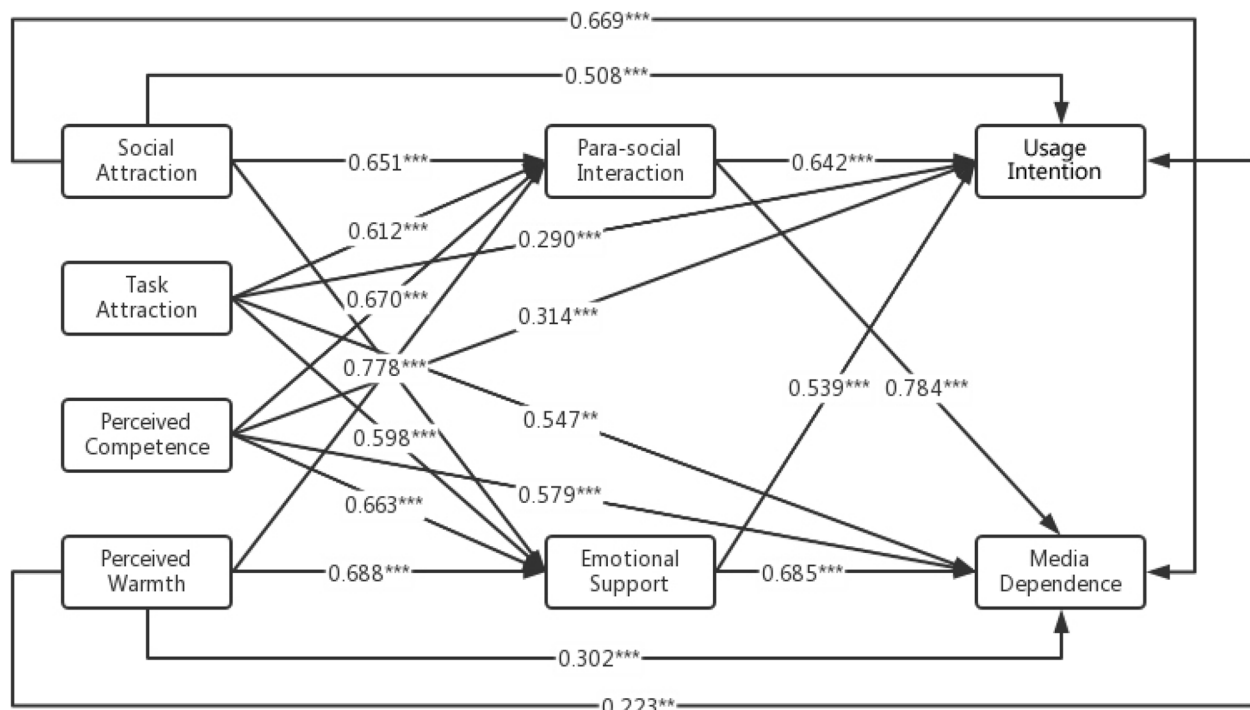 0.669***
0.508***
Social
Attraction
0.651***
Para-social
Interaction
0.642***
Usage
Intention
0.612***
0.290***
Task
Attraction
0.670***
0.314***
0.778***
0.539***
0.784***
Perceived
Competence
0.547**
0.598***
0.579***
0.663***
Perceived
Warmth
0.688***
Emotional
Support
0.685***
Media
Dependence
0.302***
0.223**